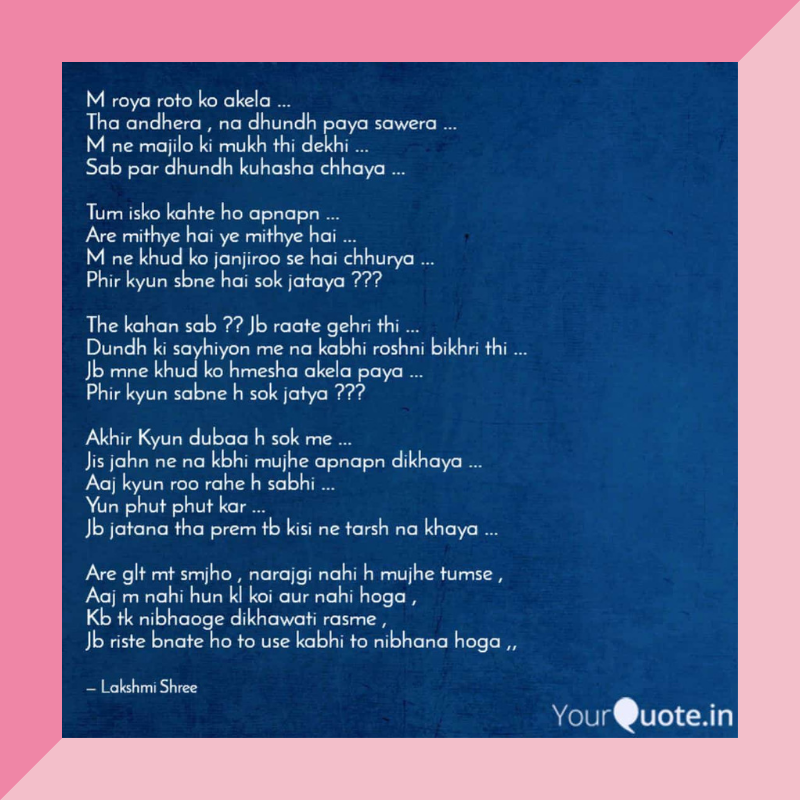 M roya roto ko akela ...
Tha andhera , na dhundh paya sawera ...
M ne majilo ki mukh thi dekhi ...
Sab par dhundh kuhasha chhaya ...
Tum isko kahte ho apnapn ...
Are mithye hai ye mithye hai ...
M ne khud ko janjiroo se hai chhurya ...
Phir kyun sbne hai sok jataya ???
The kahan sab ?? Jb raate gehri thi ...
Dundh ki sayhiyon me na kabhi roshni bikhri thi ...
Jb mne khud ko hmesha akela paya ...
Phir kyun sabne h sok jatya ???
Akhir Kyun dubaa h sok me ...
Jis jahn ne na kbhi mujhe apnapn dikhaya ...
Aaj kyun roo rahe h sabhi ...
Yun phut phut kar ...
Jb jatana tha prem tb kisi ne tarsh na khaya ...
Are glt mt smjho , narajgi nahi h mujhe tumse ,
Aaj m nahi hun kl koi aur nahi hoga ,
Kb tk nibhaoge dikhawati rasme ,
Jb riste bnate ho to use kabhi to nibhana hoga ,,
– Lakshmi Shree
YourQuote.in